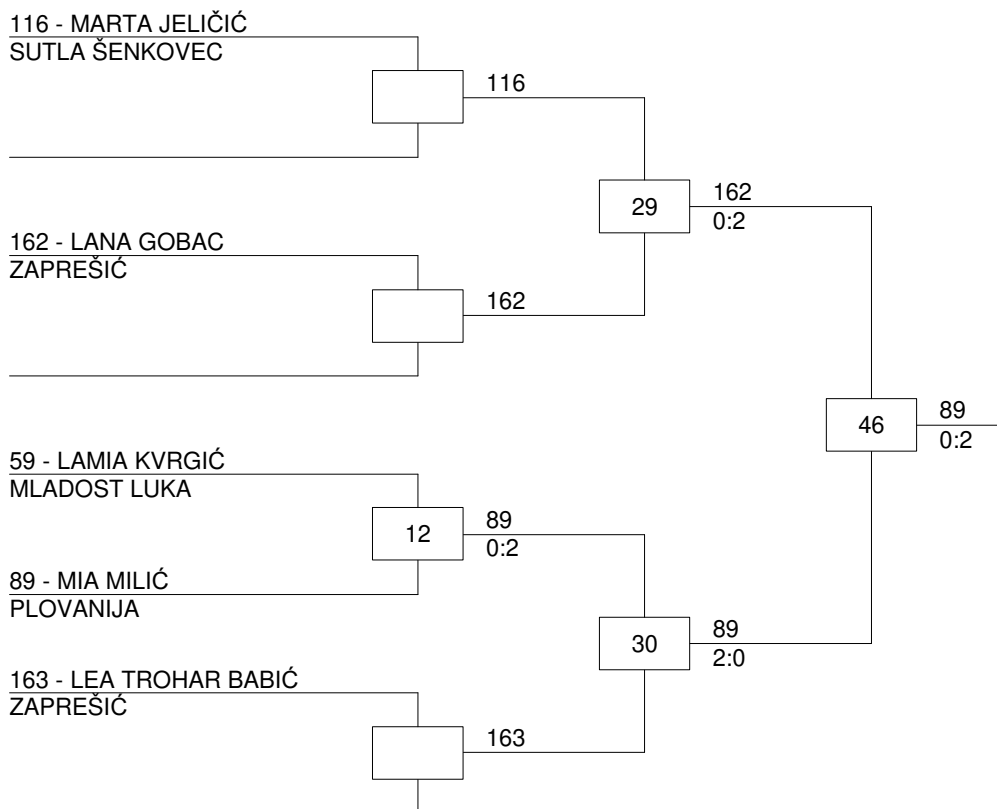 116 - MARTA JELIČIĆ
SUTLA ŠENKOVEC
116
29
162
0:2
162 - LANA GOBAC
ZAPREŠIĆ
162
46
89
0:2
59 - LAMIA KVRGIĆ
MLADOST LUKA
12
89
0:2
89 - MIA MILIĆ
PLOVANIJA
30
89
2:0
163 - LEA TROHAR BABIĆ
ZAPREŠIĆ
163